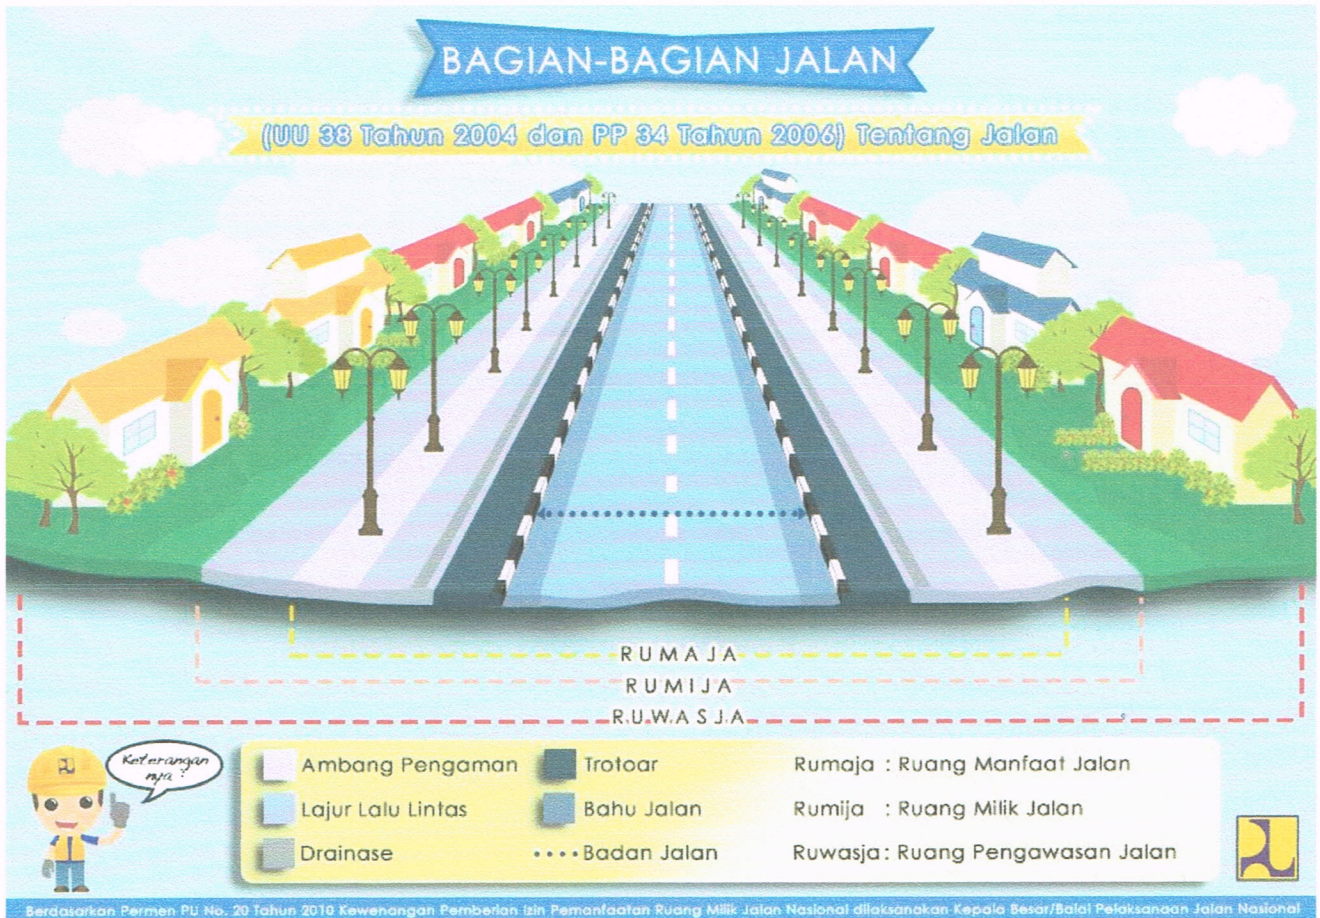 BAGIAN-BAGIAN JALAN
(UU 38 Tahun 2004 dan PP 34 Tahun 2006) Tentang Jalan
RUMAJA
RUMIJA
RUWASJA
Keterangan
nya?
Ambang Pengaman
Trotoar
Rumaja : Ruang Manfaat Jalan
Lajur Lalu Lintas
Bahu Jalan
Rumija : Ruang Milik Jalan
Drainase
Badan Jalan
Ruwasja : Ruang Pengawasan Jalan
Berdasarkan Permen PU No. 20 Tahun 2010 Kewenangan Pemberian Izin Pemanfaatan Ruang Milik Jalan Nasional dilaksanakan Kepala Besar/Balai Pelaksanaan Jalan Nasional